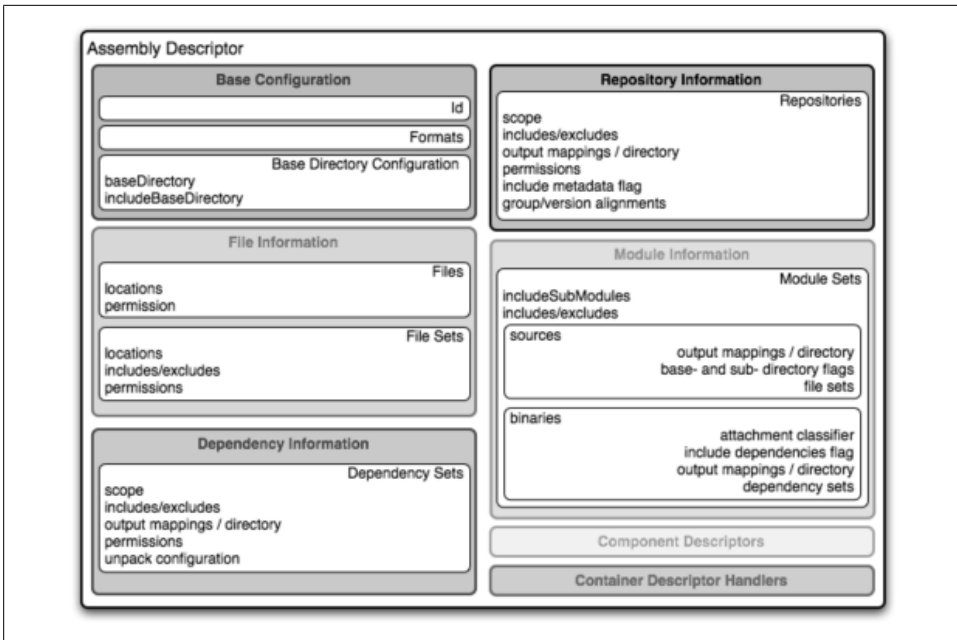 Assembly Descriptor
Base Configuration
Id
Formats
Base Directory Configuration
baseDirectory
includeBaseDirectory
File Information
Files
locations
permission
File Sets
locations
includes/excludes
permissions
Dependency Information
Dependency Sets
scope
includes/excludes
output mappings / directory
permissions
unpack configuration
Repository Information
Repositories
scope
includes/excludes
output mappings / directory
permissions
include metadata flag
group/version alignments
Module Information
Module Sets
includeSubModules
includes/excludes
sources
output mappings / directory
base- and sub- directory flags
file sets
binaries
attachment classifier
include dependencies flag
output mappings / directory
dependency sets
Component Descriptors
Container Descriptor Handlers